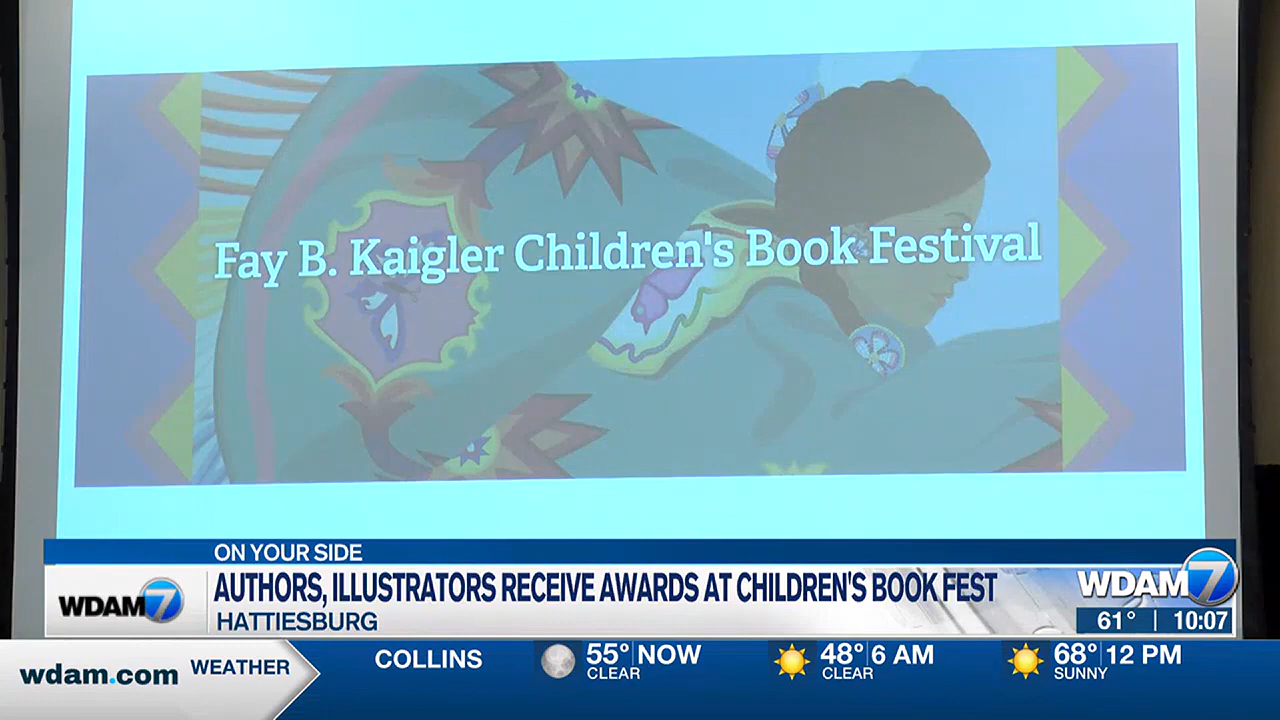 Fay B. Kaigler Children's Book Festival
ON YOUR SIDE
WDAM 7
AUTHORS, ILLUSTRATORS RECEIVE AWARDS AT CHILDREN'S BOOK FEST
HATTIESBURG
WDAM 7
61° | 10:07
wdam.com WEATHER
COLLINS
55° NOW
CLEAR
48° 6 AM
CLEAR
68° 12 PM
SUNNY